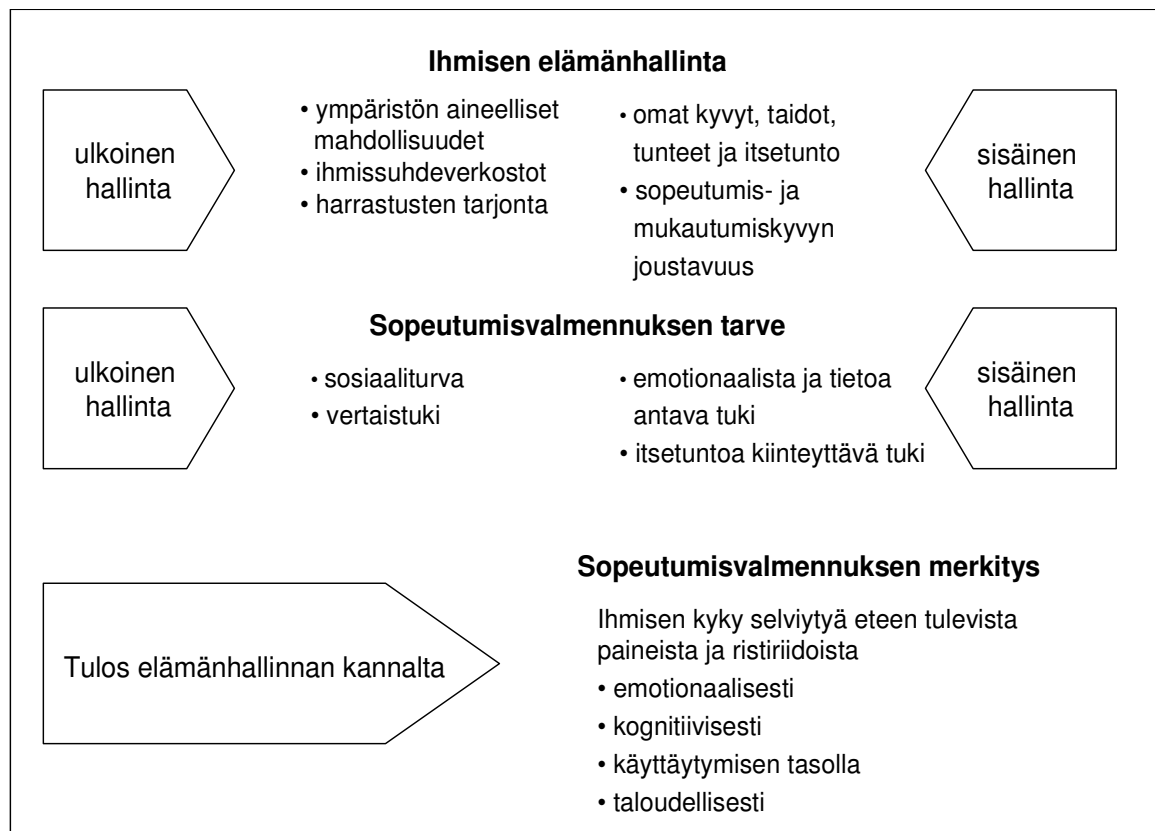 Ihmisen elämänhallinta
ulkoinen
hallinta
• ympäristön aineelliset
mahdollisuudet
• ihmissuhdeverkostot
• harrastusten tarjonta
• omat kyvyt, taidot,
tunteet ja itsetunto
• sopeutumis- ja
mukautumiskyvyn
joustavuus
sisäinen
hallinta
Sopeutumisvalmennuksen tarve
ulkoinen
hallinta
• sosiaaliturva
• vertaistuki
• emotionaalista ja tietoa
antava tuki
• itsetuntoa kiinteyttävä tuki
sisäinen
hallinta
Sopeutumisvalmennuksen merkitys
Tulos elämänhallinnan kannalta
Ihmisen kyky selviytyä eteen tulevista
paineista ja ristiriidoista
• emotionaalisesti
• kognitiivisesti
• käyttäytymisen tasolla
• taloudellisesti